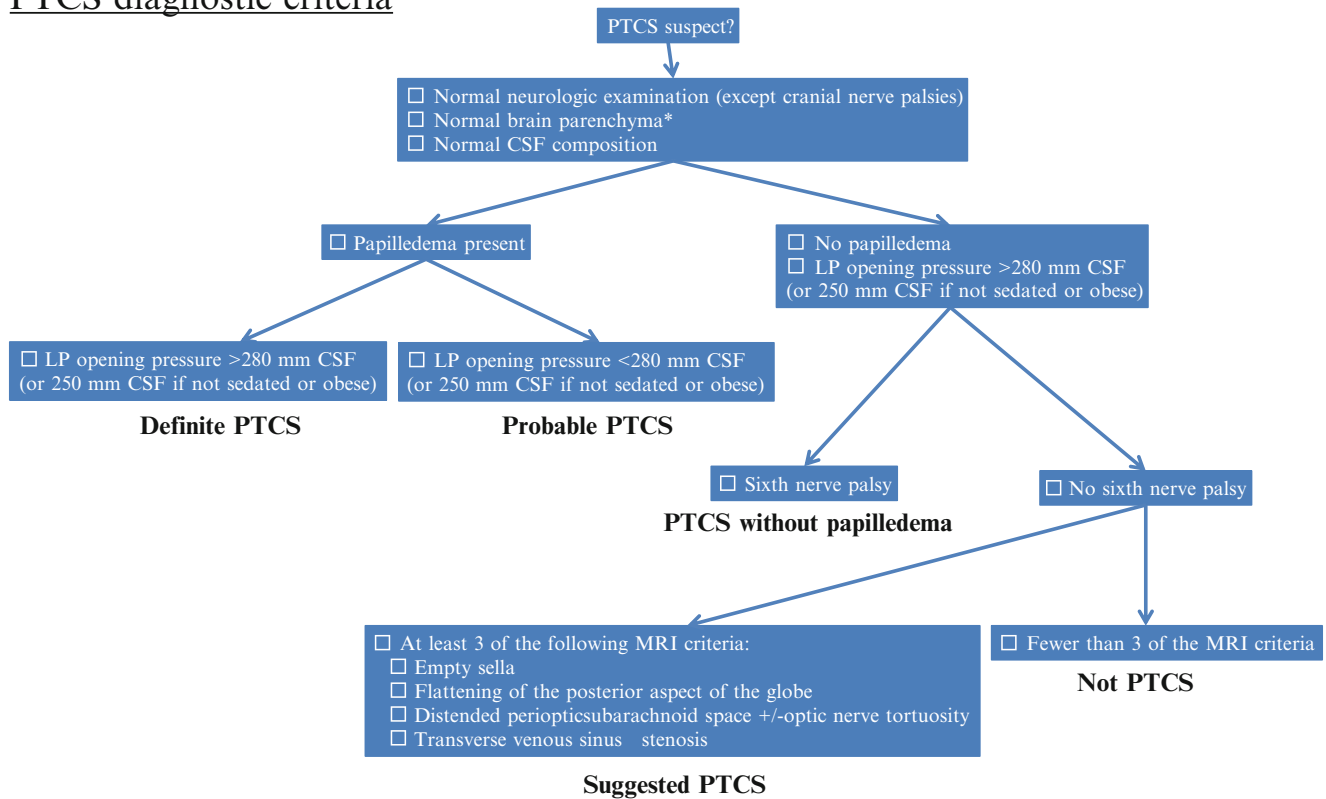 PTCS diagnostic criteria
PTCS suspect?
☐ Normal neurologic examination (except cranial nerve palsies)
☐ Normal brain parenchyma*
☐ Normal CSF composition
☐ Papilledema present
☐ No papilledema
☐ LP opening pressure >280 mm CSF
(or 250 mm CSF if not sedated or obese)
☐ LP opening pressure >280 mm CSF
(or 250 mm CSF if not sedated or obese)
Definite PTCS
☐ LP opening pressure <280 mm CSF
(or 250 mm CSF if not sedated or obese)
Probable PTCS
☐ Sixth nerve palsy
PTCS without papilledema
☐ No sixth nerve palsy
☐ At least 3 of the following MRI criteria:
☐ Empty sella
☐ Flattening of the posterior aspect of the globe
☐ Distended periopticsubarachnoid space +/-optic nerve tortuosity
☐ Transverse venous sinus stenosis
Suggested PTCS
☐ Fewer than 3 of the MRI criteria
Not PTCS